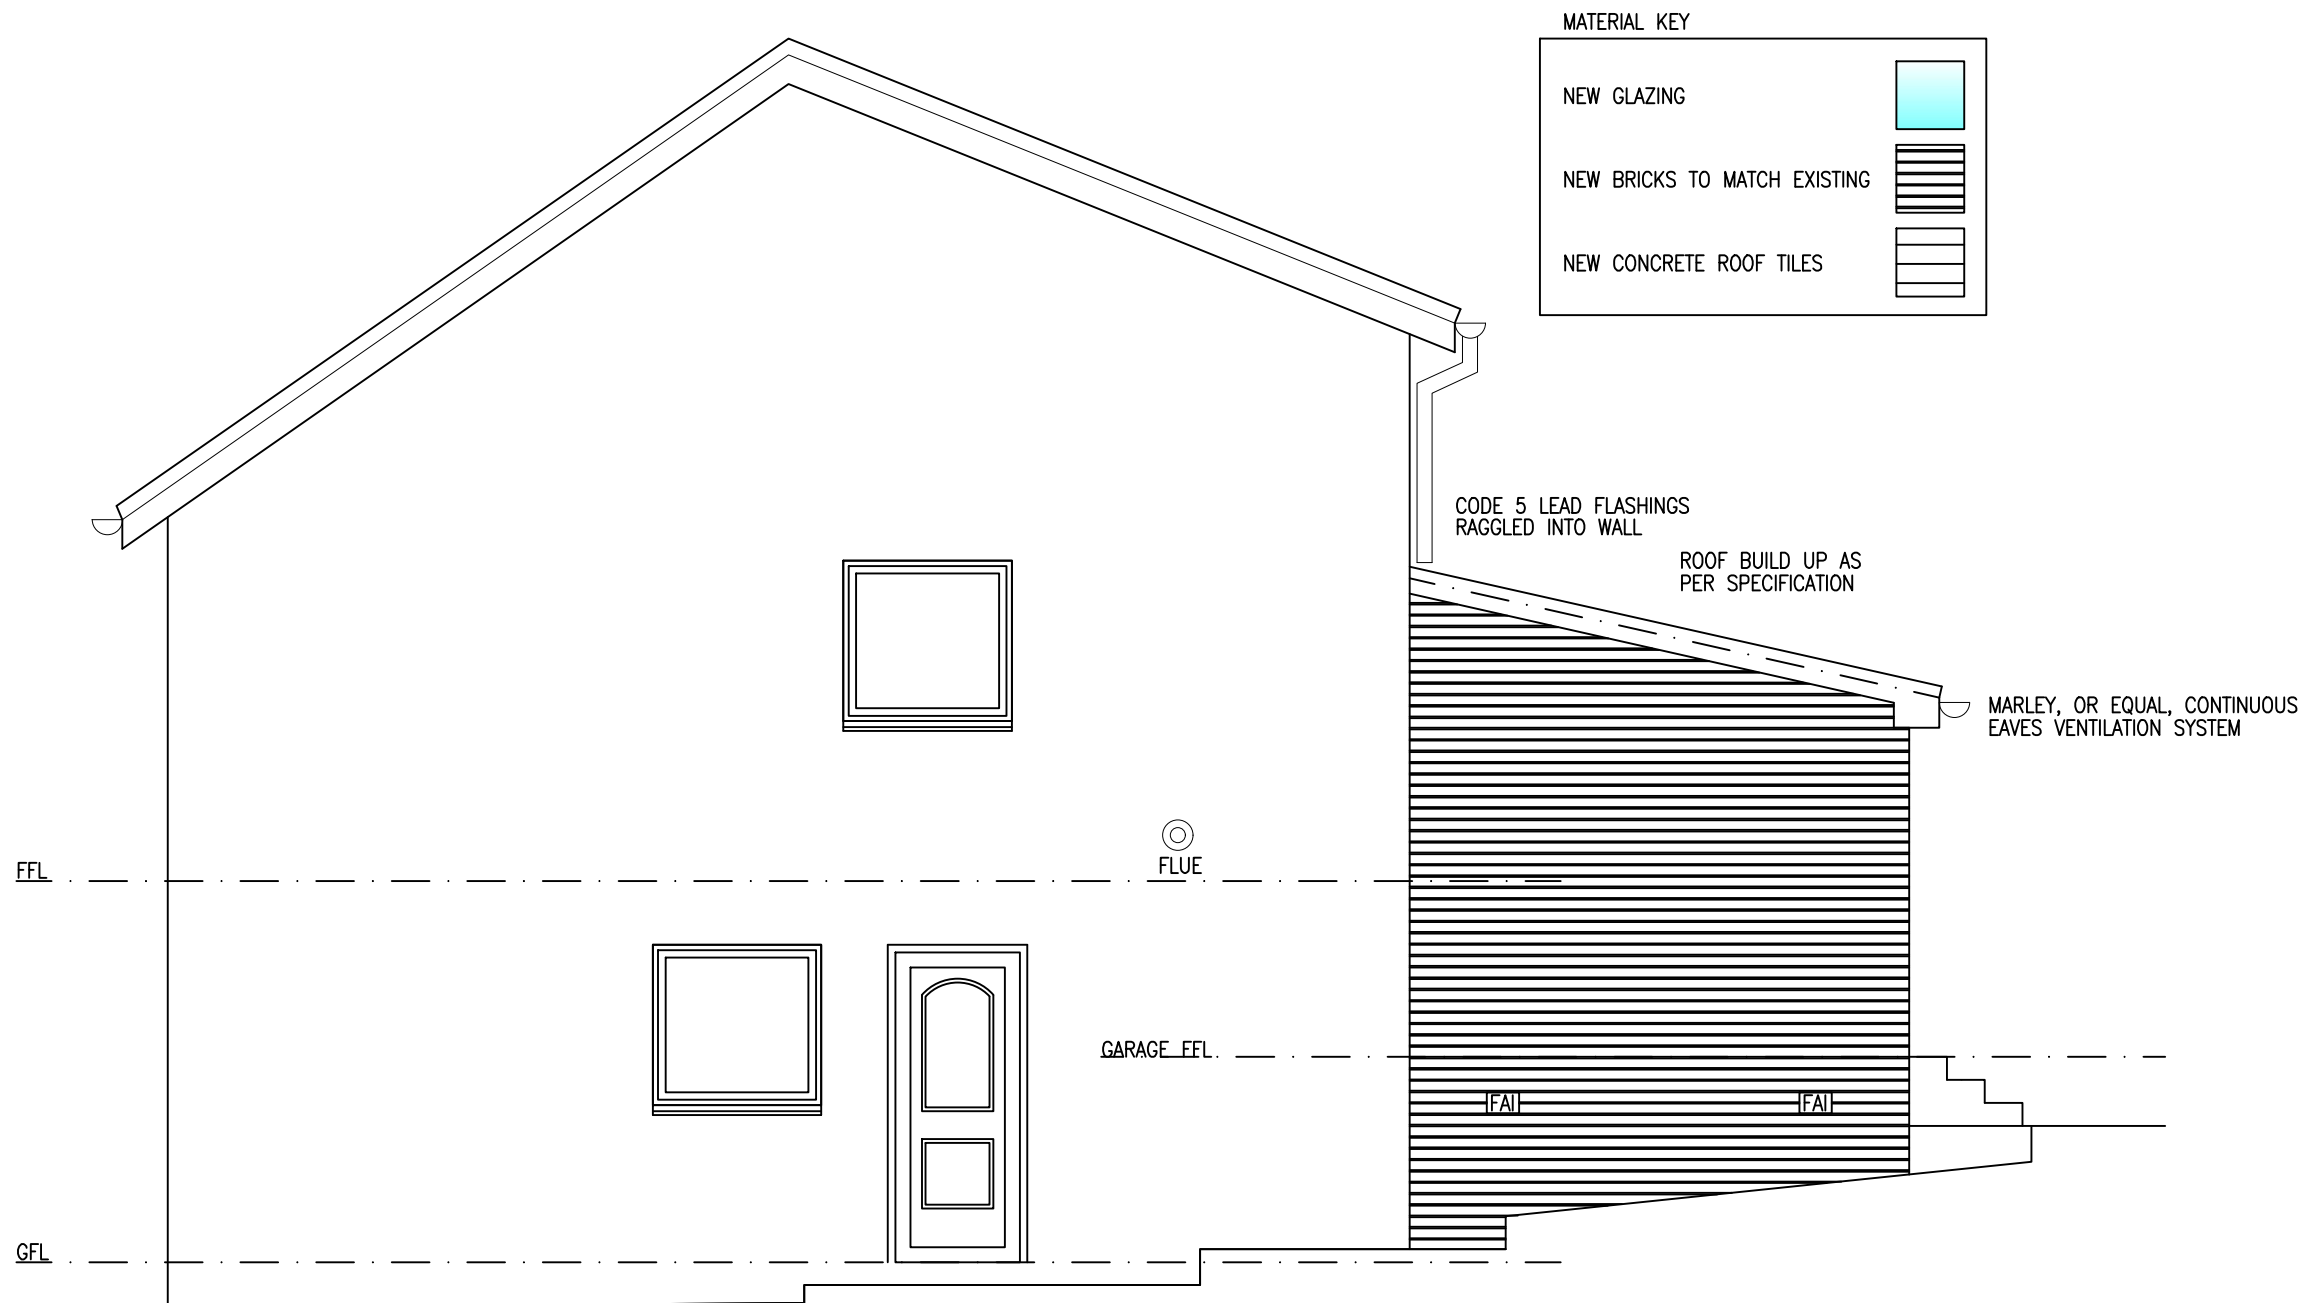 MATERIAL KEY
NEW GLAZING
NEW BRICKS TO MATCH EXISTING
NEW CONCRETE ROOF TILES
CODE 5 LEAD FLASHINGS
RAGGLED INTO WALL
ROOF BUILD UP AS
PER SPECIFICATION
MARLEY, OR EQUAL, CONTINUOUS
EAVES VENTILATION SYSTEM
FLUE
FFL
GARAGE FFL
FAI
FAI
GFL